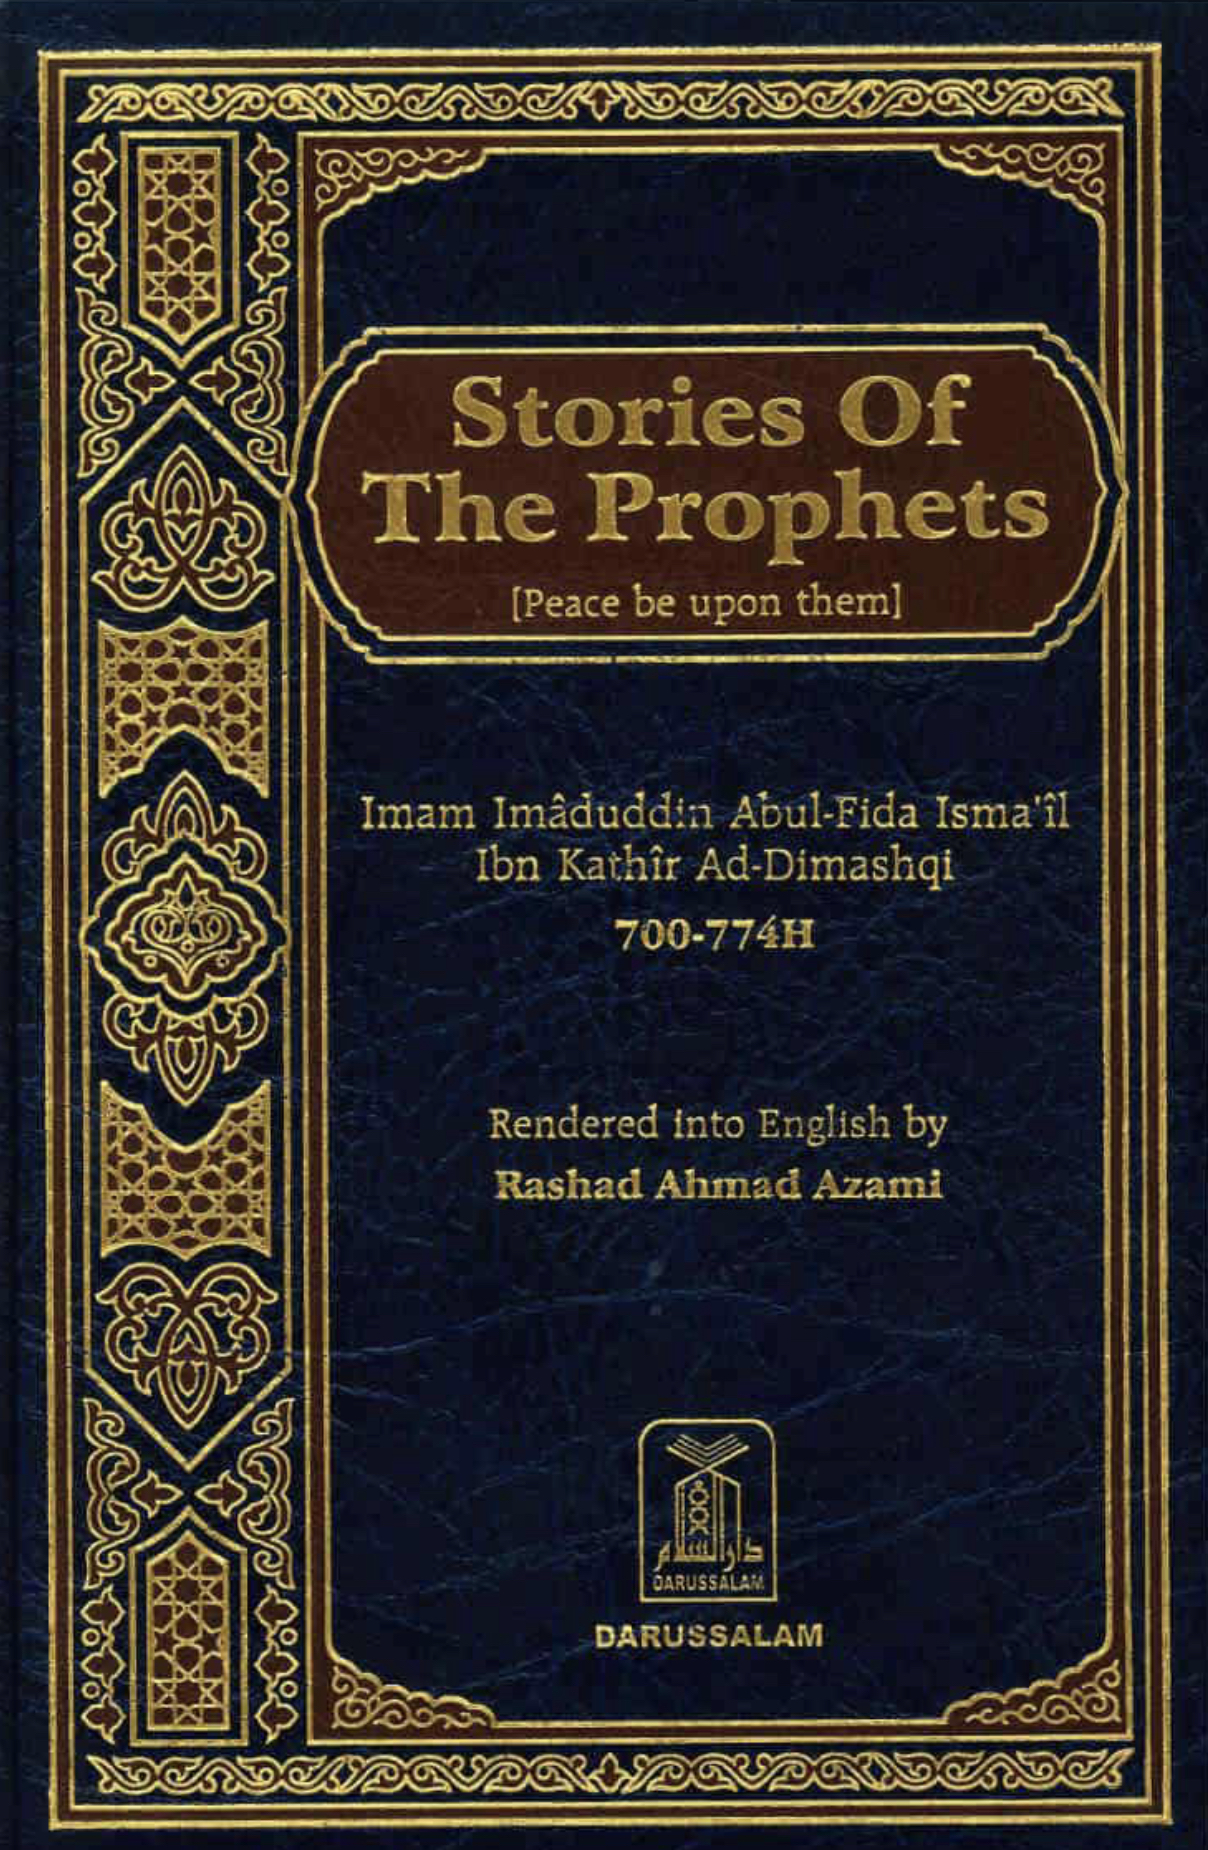 Stories Of
The Prophets
[Peace be upon them]
Imam Imâduddin Abul-Fida Isma'îl
Ibn Kathîr Ad-Dimashqi
700-774H
Rendered into English by
Rashad Ahmad Azami
دارالسلام
DARUSSALAM
DARUSSALAM